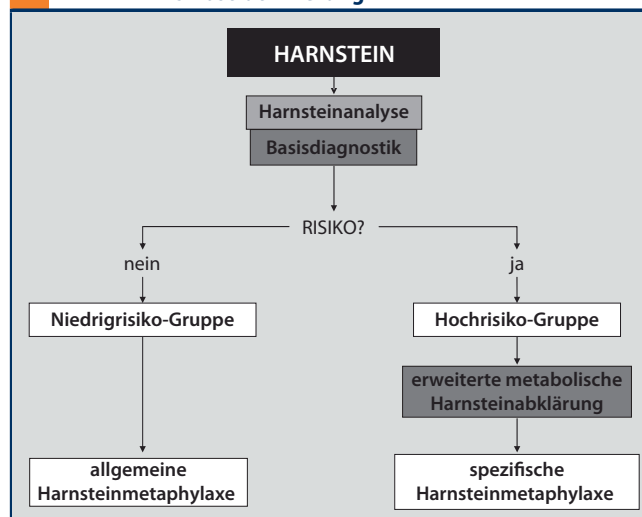 HARNSTEIN
Harnsteinanalyse
Basisdiagnostik
RISIKO?
nein
ja
Niedrigrisiko-Gruppe
Hochrisiko-Gruppe
erweiterte metabolische
Harnsteinabklärung
allgemeine
Harnsteinmetaphylaxe
spezifische
Harnsteinmetaphylaxe